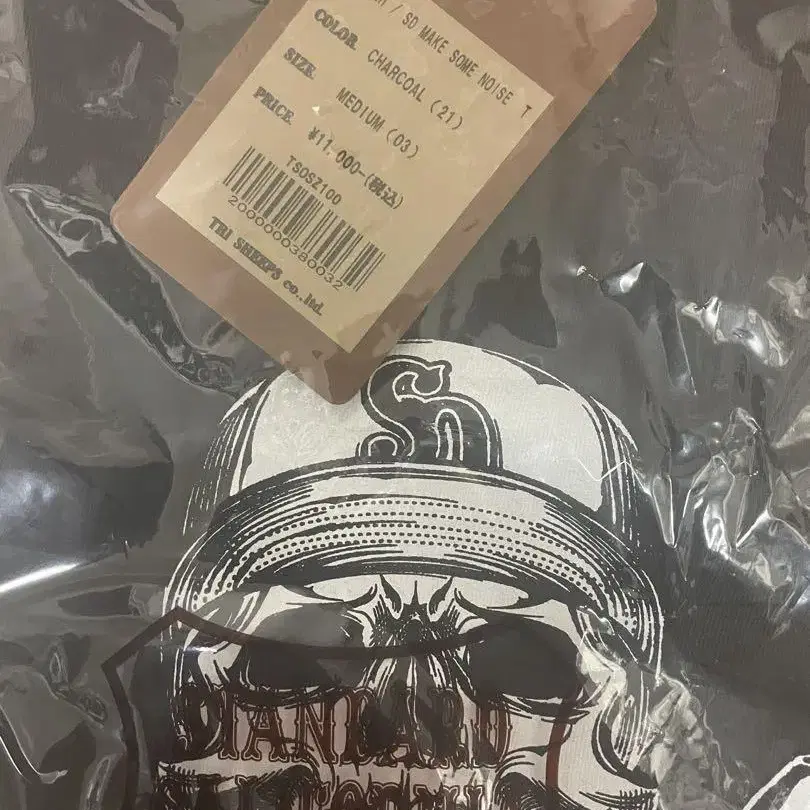 / SD MAKE SOME NOISE T
COLOR. CHARCOAL (21)
SIZE. MEDIUM (03)
PRICE. ¥11,000-(税込)
TSOSZ100
2000000380032
TRI SHEEPS co.,ltd.
STANDARD